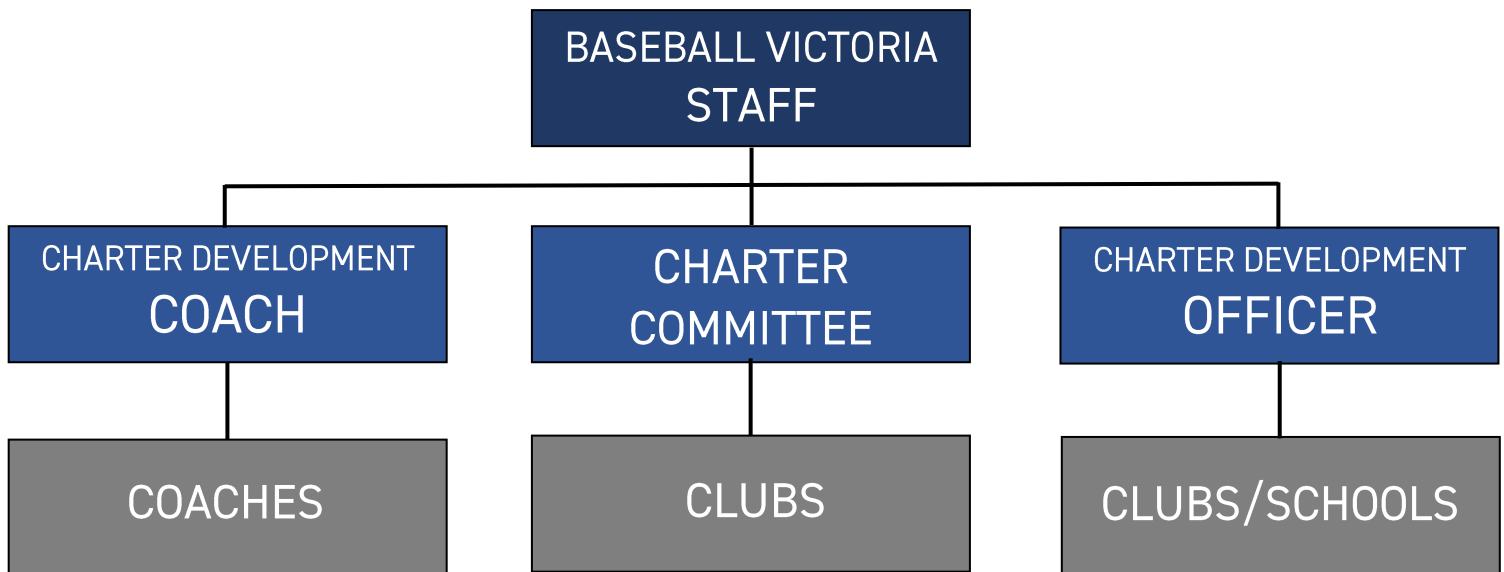 BASEBALL VICTORIA
STAFF
CHARTER DEVELOPMENT
COACH
CHARTER
COMMITTEE
CHARTER DEVELOPMENT
OFFICER
COACHES
CLUBS
CLUBS/SCHOOLS